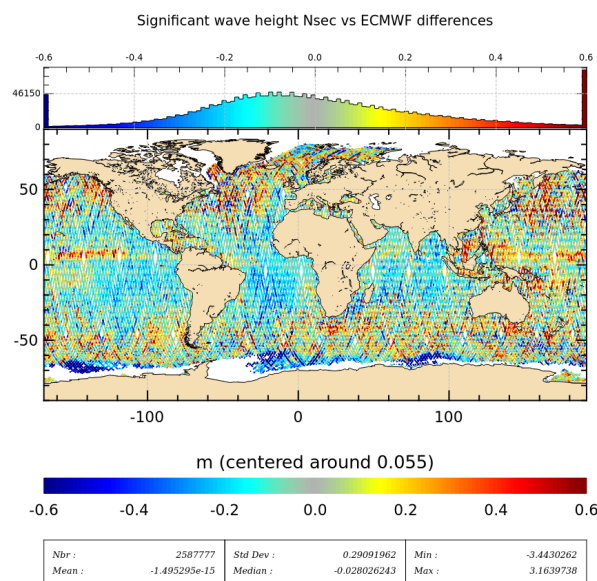 Significant wave height Nsec vs ECMWF differences
-0.6 -0.4 -0.2 0.0 0.2 0.4 0.6
46150
0
50
0
-50
-100 0 100
m (centered around 0.055)
-0.6 -0.4 -0.2 0.0 0.2 0.4 0.6
Nbr : 2587777 Std Dev : 0.29091962 Min : -3.4430262
Mean : -1.495295e-15 Median : -0.028026243 Max : 3.1639738